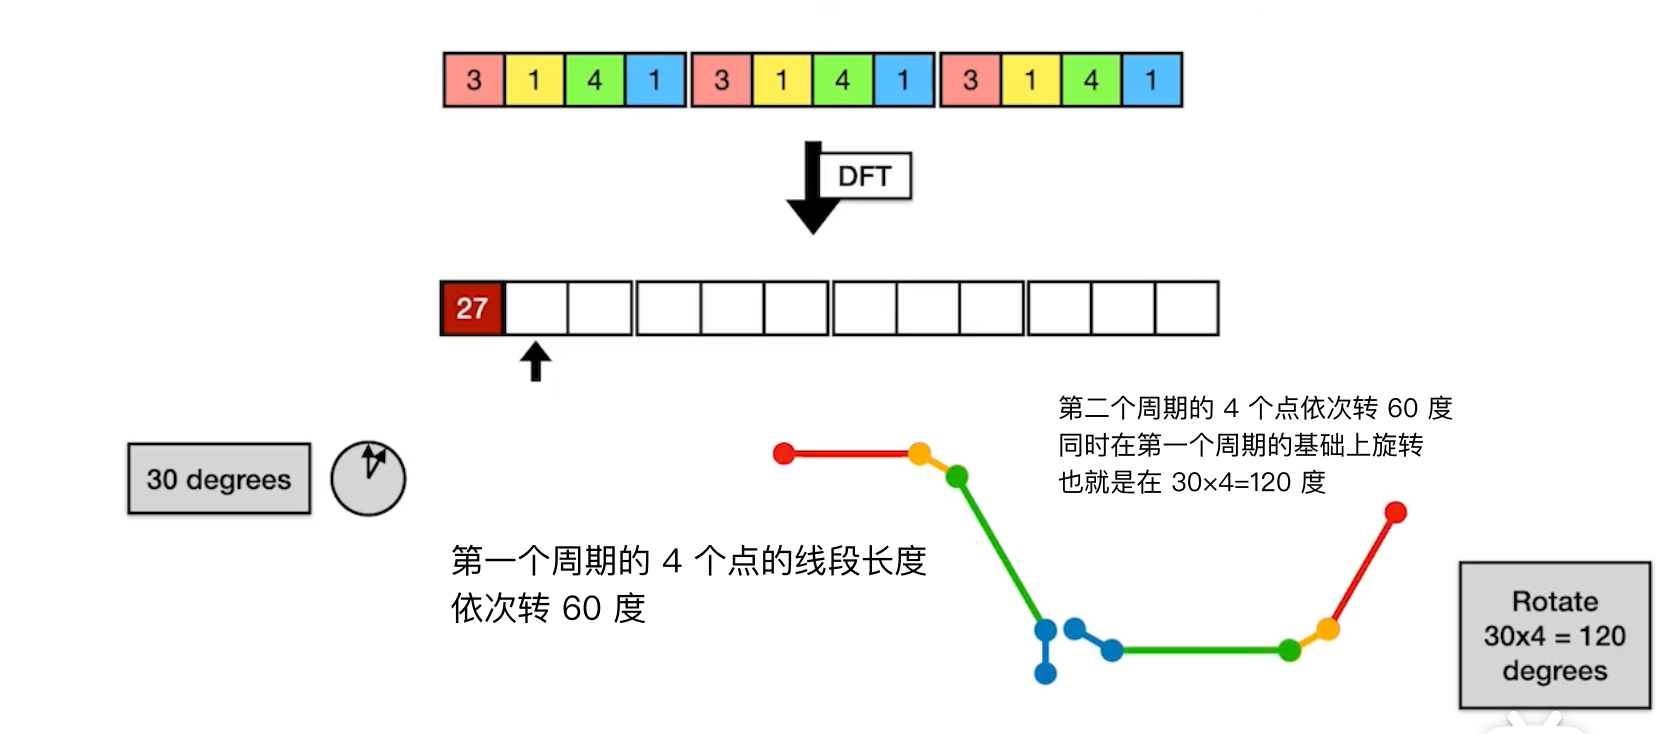 3 1 4 1 3 1 4 1 3 1 4 1
DFT
27
30 degrees
第一个周期的 4 个点的线段长度
依次转 60 度
第二个周期的 4 个点依次转 60 度
同时在第一个周期的基础上旋转
也就是在 30×4=120 度
Rotate
30x4 = 120
degrees